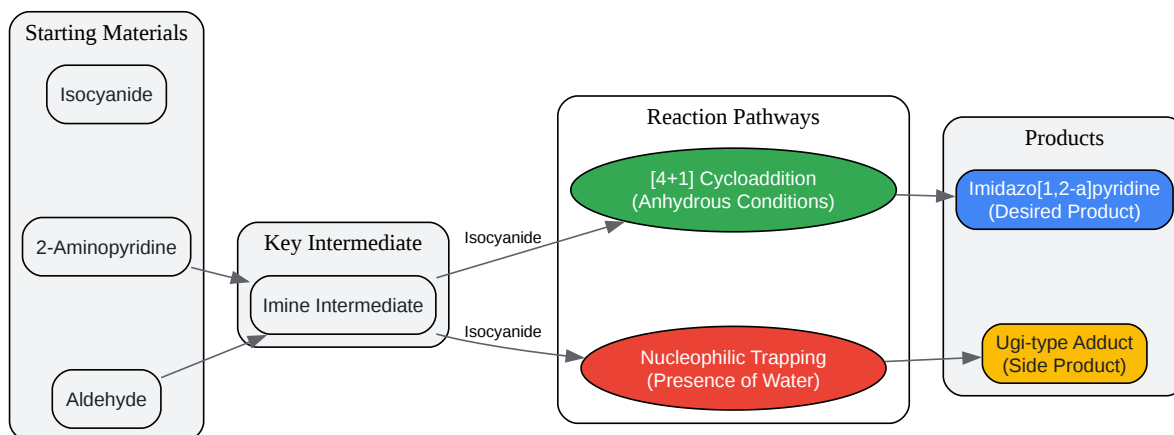 Starting Materials
Isocyanide
2-Aminopyridine
Aldehyde
Key Intermediate
Imine Intermediate
Isocyanide
Isocyanide
Reaction Pathways
[4+1] Cycloaddition
(Anhydrous Conditions)
Nucleophilic Trapping
(Presence of Water)
Products
Imidazo[1,2-a]pyridine
(Desired Product)
Ugi-type Adduct
(Side Product)